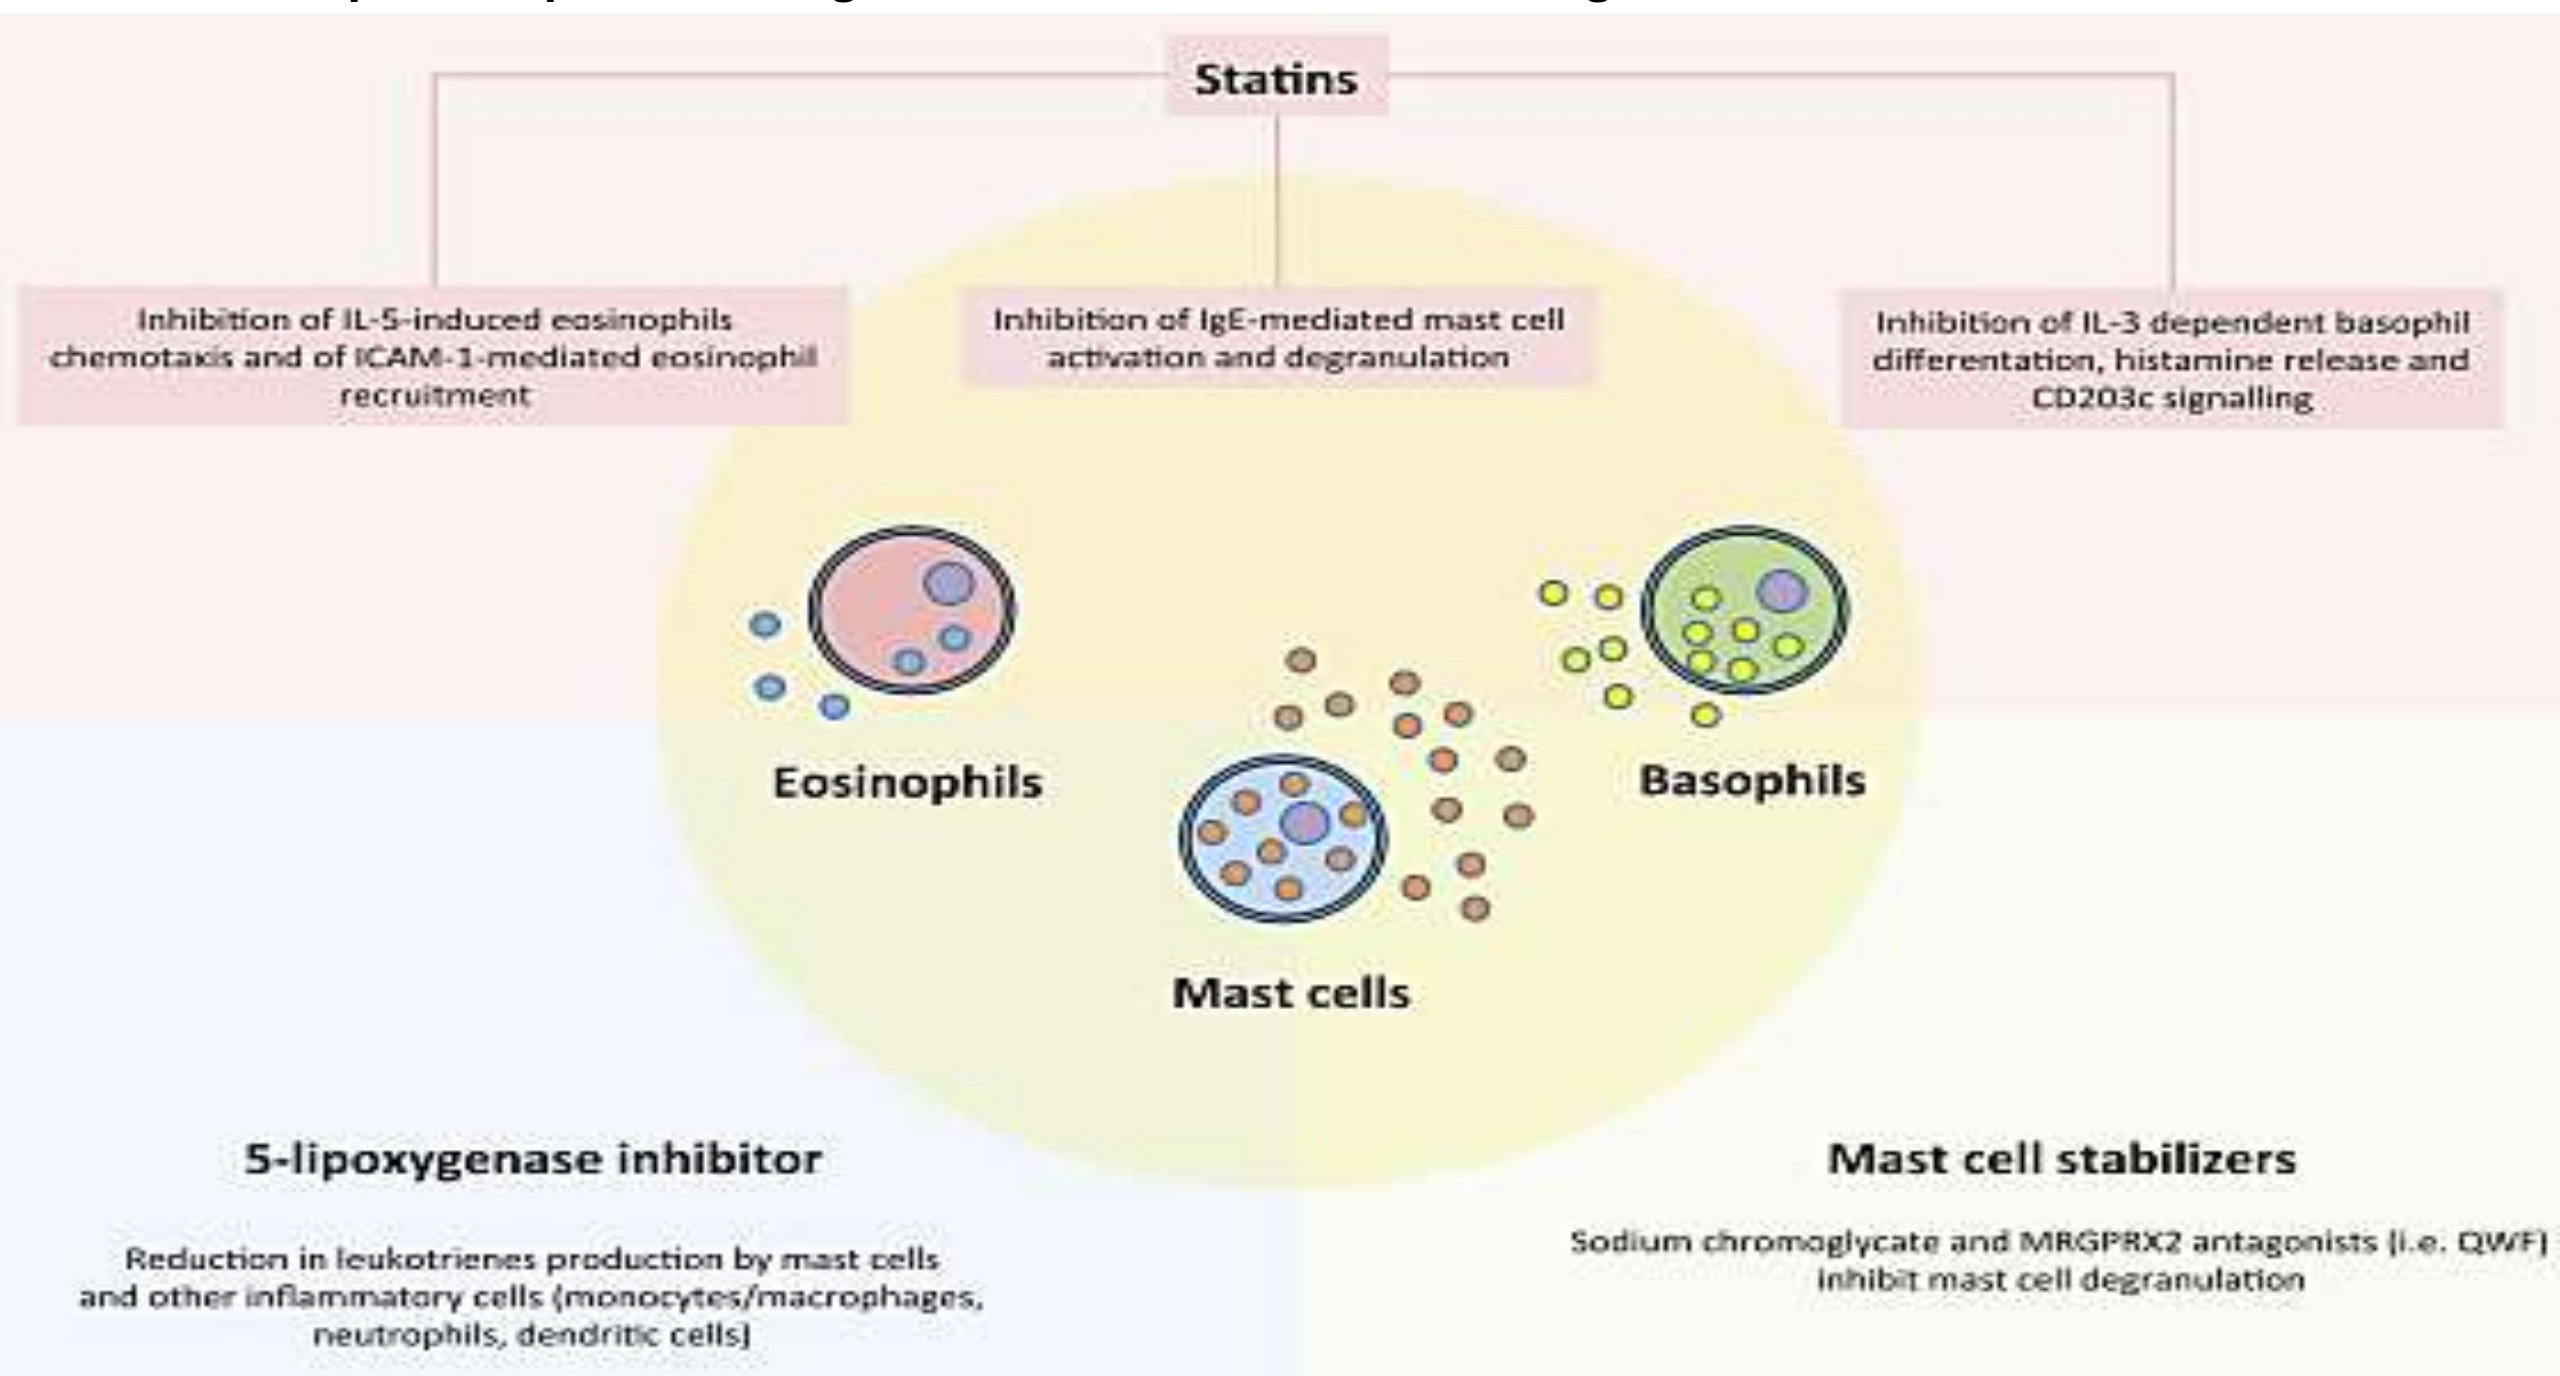 Statins
Inhibition of IL-5-induced eosinophils
chemotaxis and of ICAM-1-mediated eosinophil
recruitment
Inhibition of IgE-mediated mast cell
activation and degranulation
Inhibition of IL-3 dependent basophil
differentation, histamine release and
CD203c signalling
Eosinophils
Basophils
Mast cells
5-lipoxygenase inhibitor
Reduction in leukotrienes production by mast cells
and other inflammatory cells (monocytes/macrophages,
neutrophils, dendritic cells)
Mast cell stabilizers
Sodium chromoglycate and MRGPRX2 antagonists (i.e. QWF)
inhibit mast cell degranulation